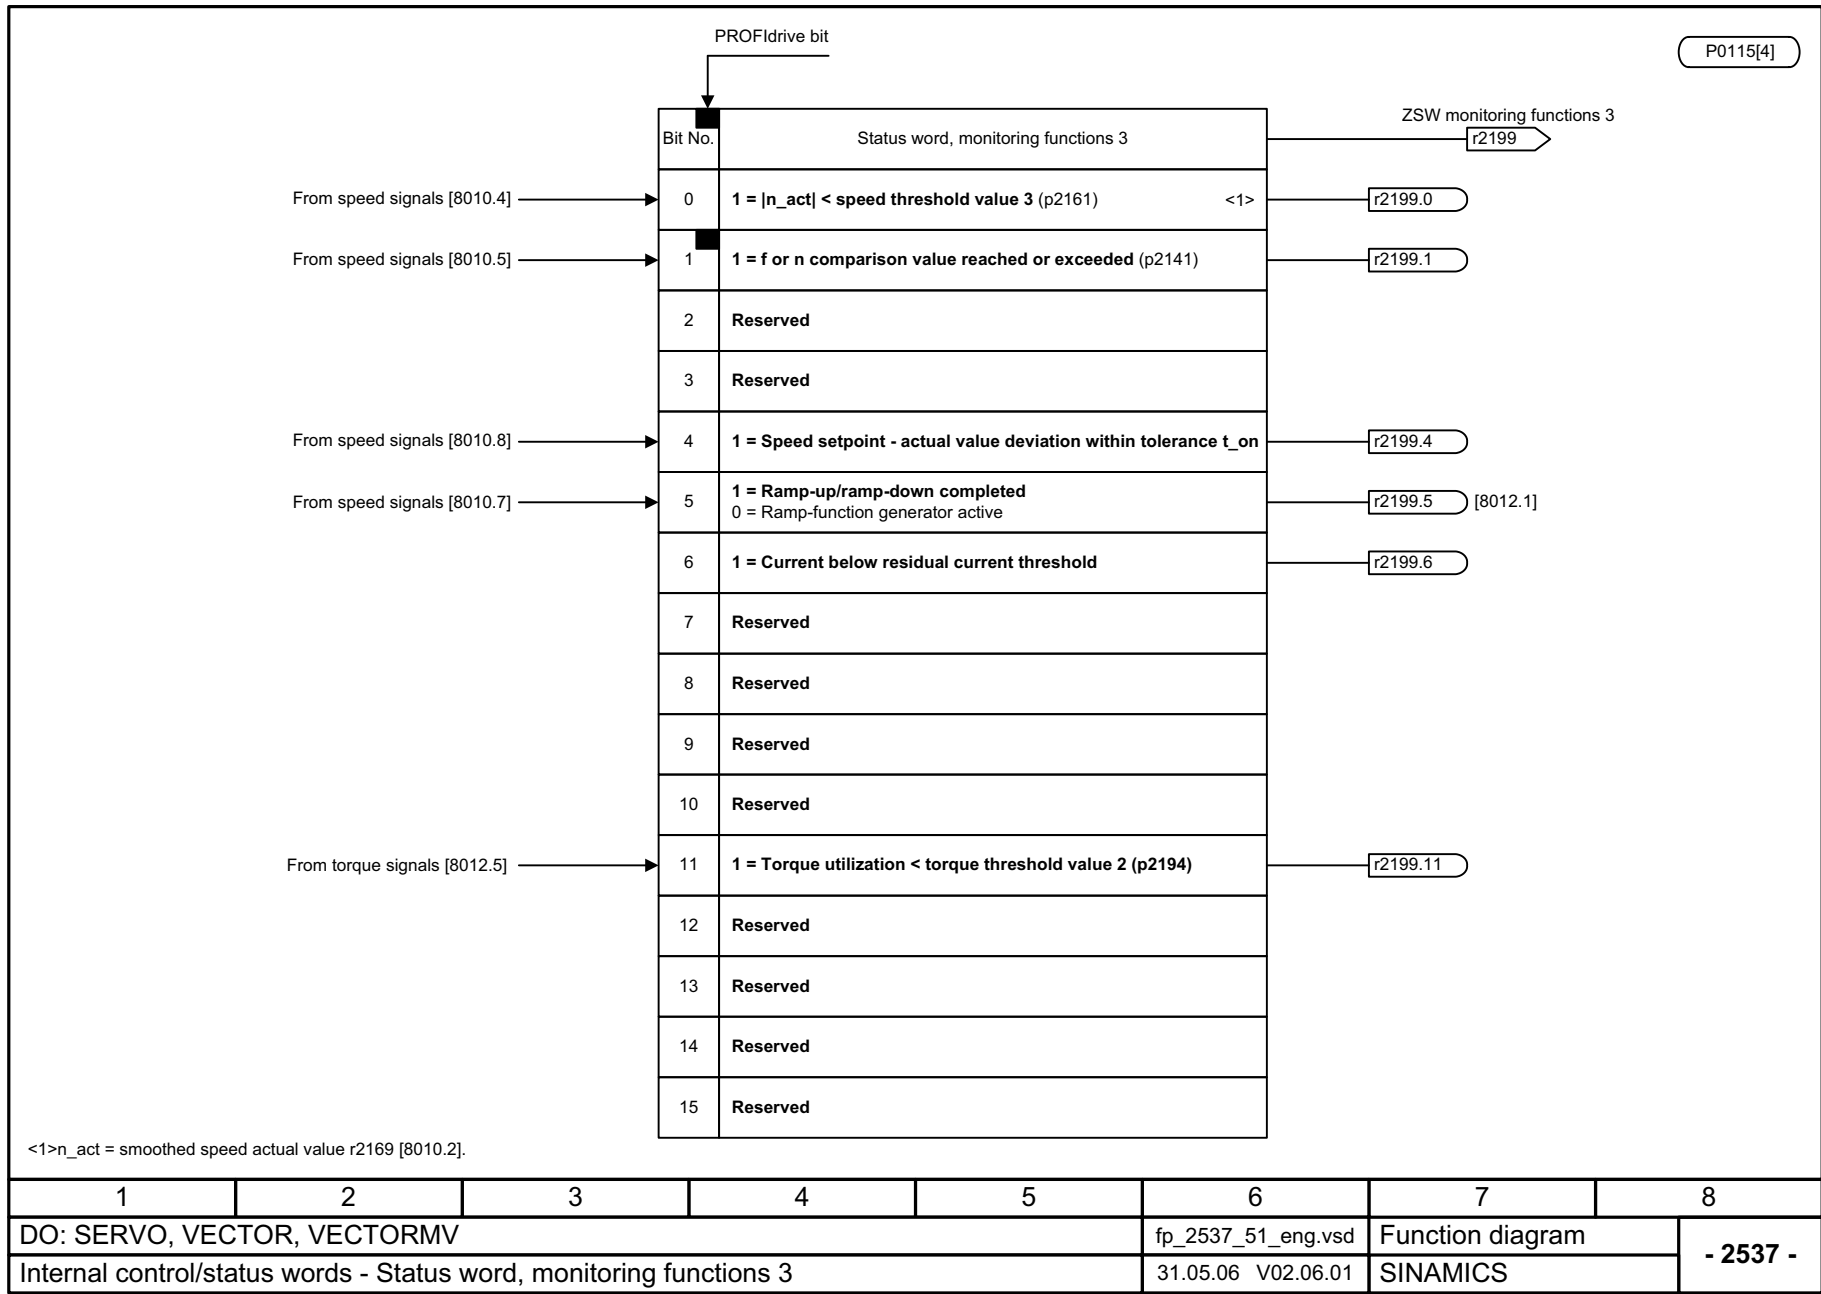 PROFIdrive bit
P0115[4]
ZSW monitoring functions 3
Bit No. Status word, monitoring functions 3 r2199
From speed signals [8010.4] 0 1 = |n_act| < speed threshold value 3 (p2161) <1> r2199.0
From speed signals [8010.5] 1 1 = f or n comparison value reached or exceeded (p2141) r2199.1
2 Reserved
3 Reserved
From speed signals [8010.8] 4 1 = Speed setpoint - actual value deviation within tolerance t_on r2199.4
From speed signals [8010.7] 5 1 = Ramp-up/ramp-down completed r2199.5 [8012.1]
0 = Ramp-function generator active
6 1 = Current below residual current threshold r2199.6
7 Reserved
8 Reserved
9 Reserved
10 Reserved
From torque signals [8012.5] 11 1 = Torque utilization < torque threshold value 2 (p2194) r2199.11
12 Reserved
13 Reserved
14 Reserved
15 Reserved
<1>n_act = smoothed speed actual value r2169 [8010.2].
1 2 3 4 5 6 7 8
DO: SERVO, VECTOR, VECTORMV fp_2537_51_eng.vsd Function diagram
- 2537 -
Internal control/status words - Status word, monitoring functions 3 31.05.06 V02.06.01 SINAMICS